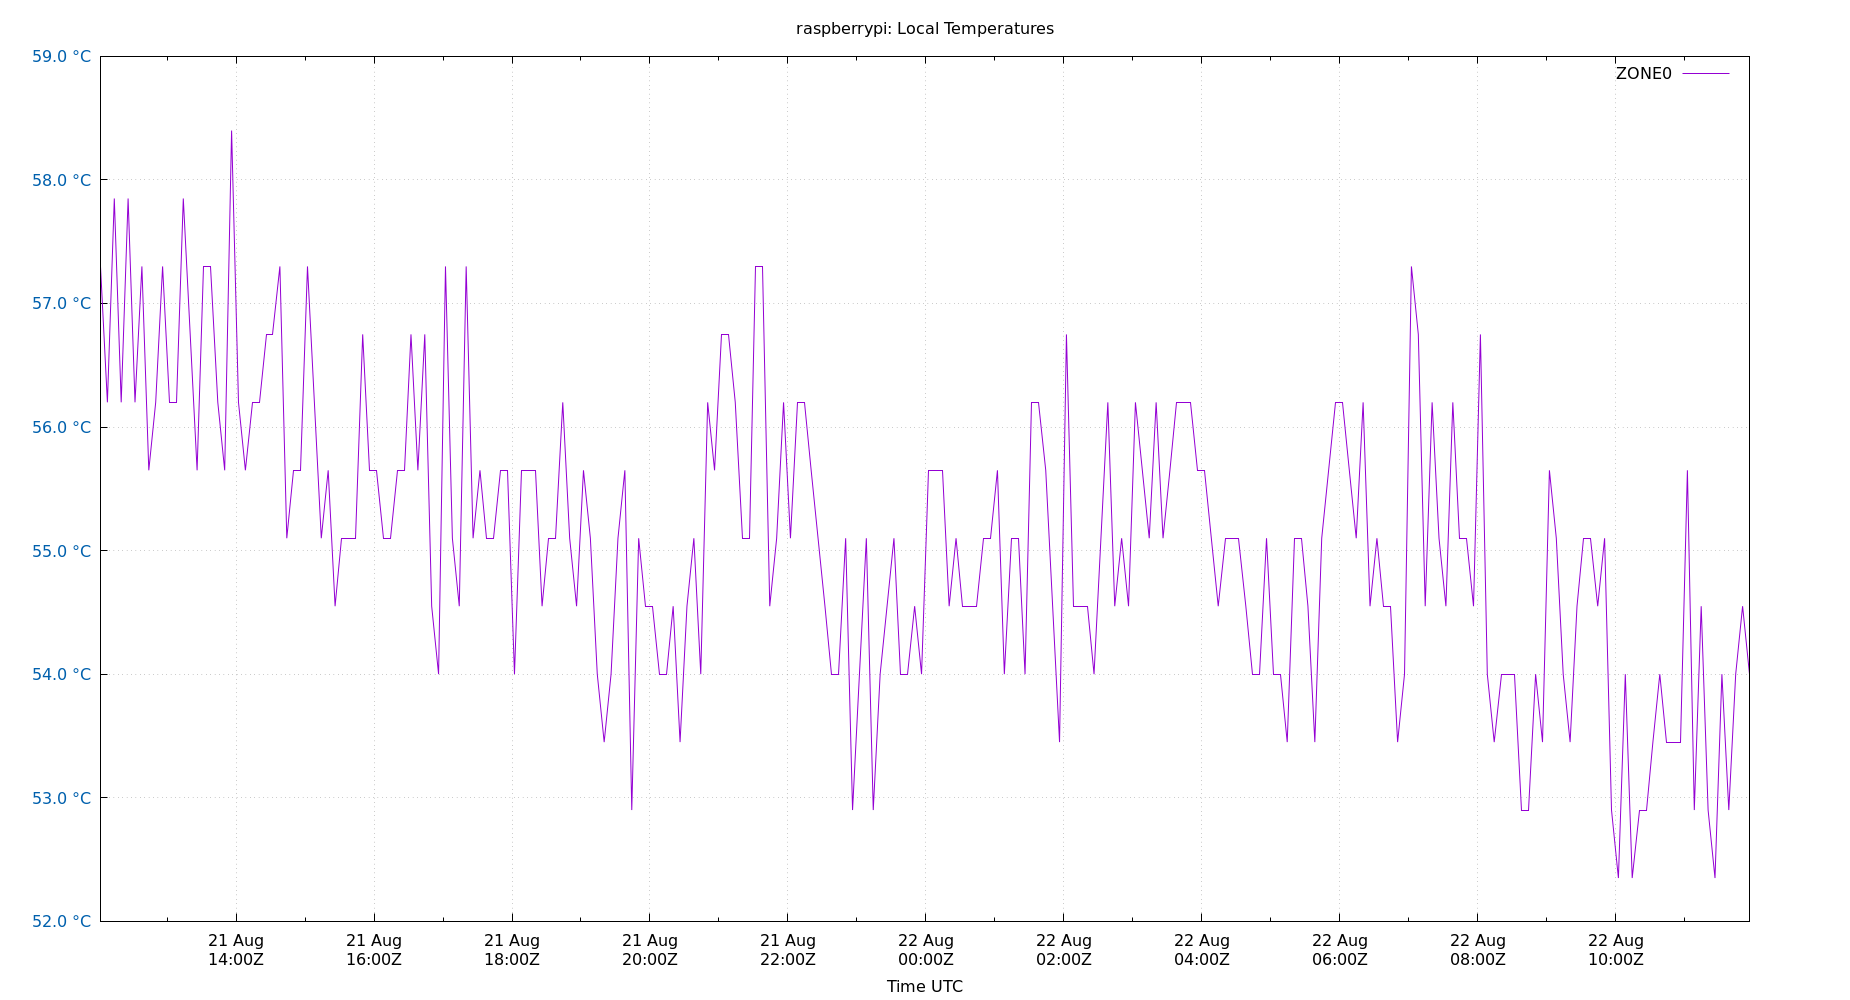 raspberrypi: Local Temperatures
59.0 °C
ZONE0
58.0 °C
57.0 °C
56.0 °C
55.0 °C
54.0 °C
53.0 °C
52.0 °C
21 Aug 21 Aug 21 Aug 21 Aug 21 Aug 22 Aug 22 Aug 22 Aug 22 Aug 22 Aug 22 Aug
14:00Z 16:00Z 18:00Z 20:00Z 22:00Z 00:00Z 02:00Z 04:00Z 06:00Z 08:00Z 10:00Z
Time UTC